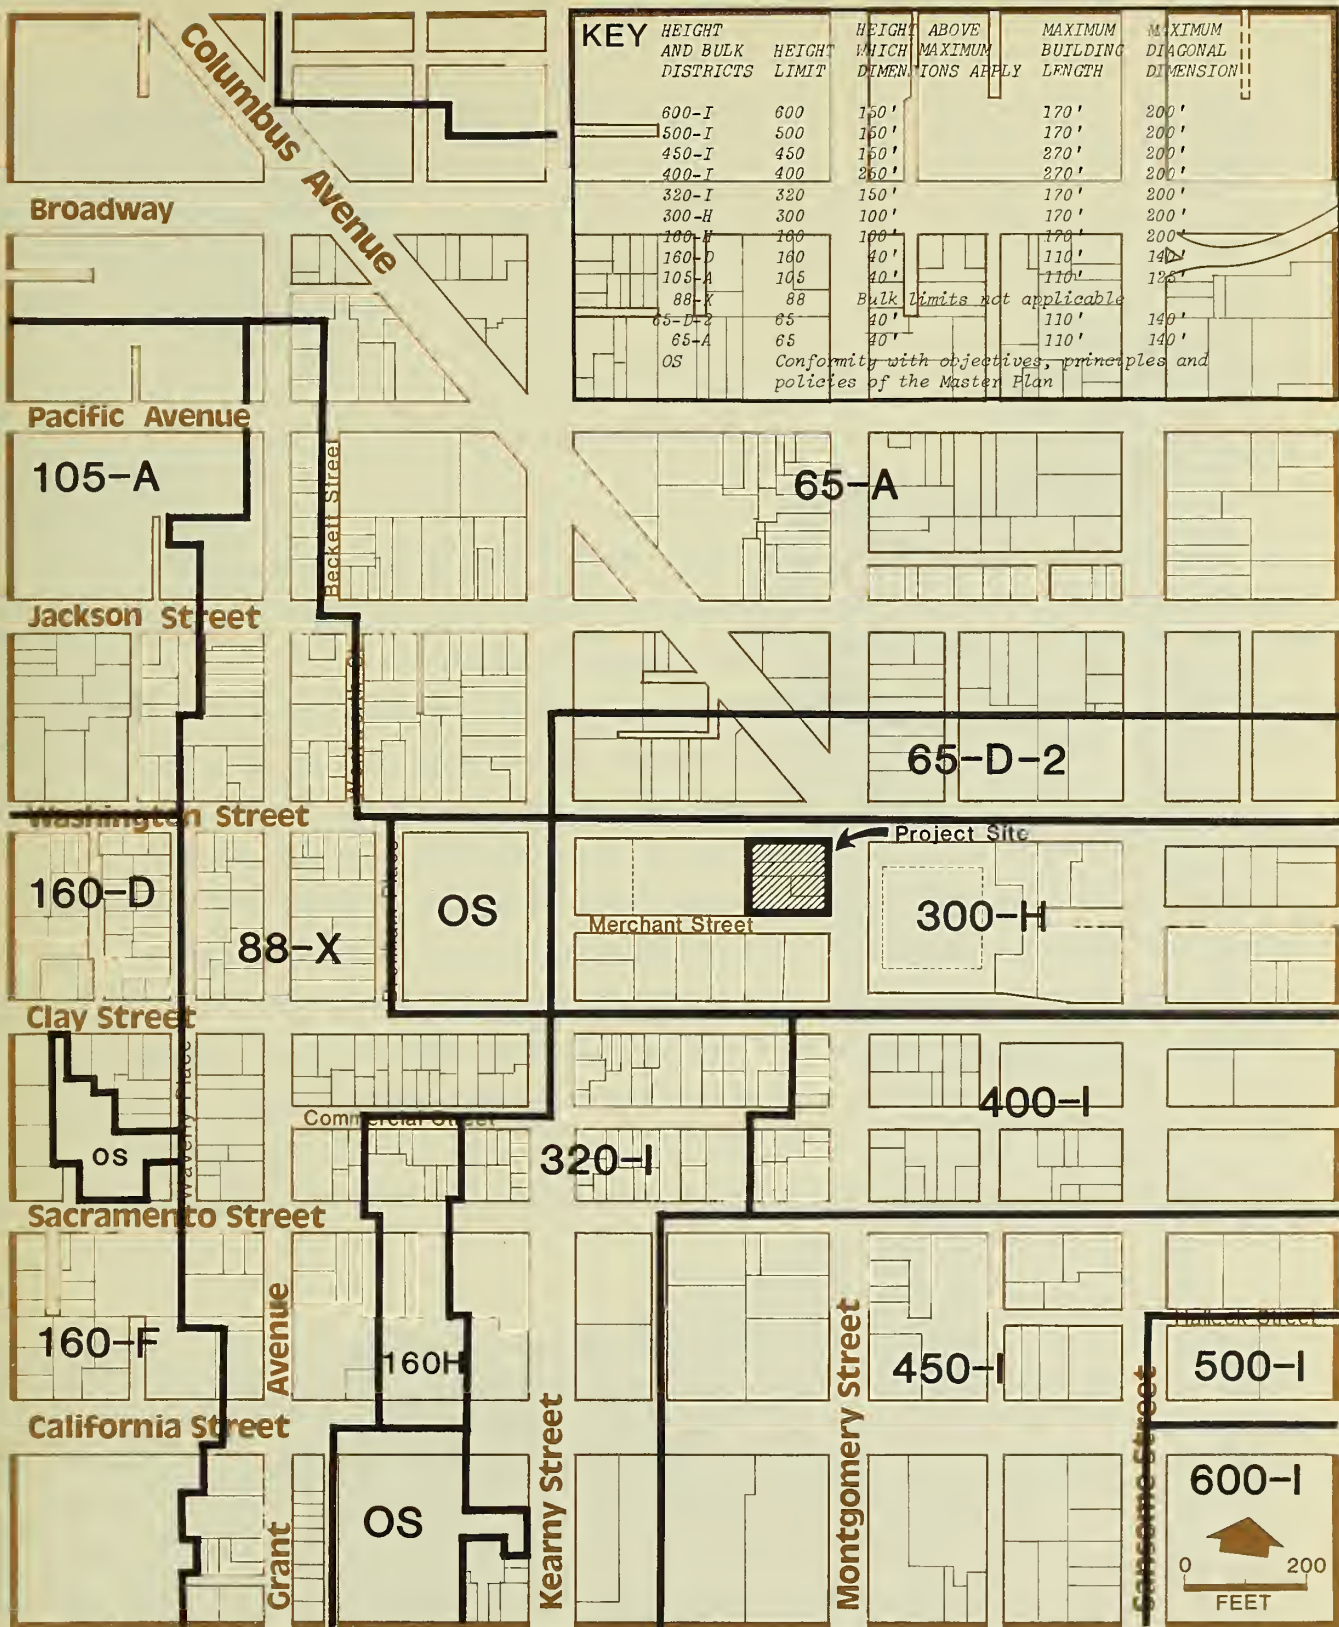 KEY
HEIGHT AND BULK DISTRICTS HEIGHT LIMIT HEIGHT ABOVE WHICH MAXIMUM DIMENSIONS APPLY MAXIMUM BUILDING LENGTH MAXIMUM DIAGONAL DIMENSION
600-I 600 150' 170' 200'
500-I 500 150' 170' 200'
450-I 450 150' 270' 200'
400-I 400 250' 270' 200'
320-I 320 150' 170' 200'
300-H 300 100' 170' 200'
160-H 160 100' 170' 200'
160-D 160 40' 110' 140'
105-A 105 40' 110' 125'
88-X 88 Bulk limits not applicable
65-D-2 65 40' 110' 140'
65-A 65 40' 110' 140'
OS Conformity with objectives, principles and
policies of the Master Plan
Columbus Avenue
Broadway
Pacific Avenue
105-A
65-A
Beckett Street
Jackson Street
Wentworth
65-D-2
Washington Street
Project Site
160-D
88-X
OS
Merchant Street
300-H
Clay Street
Waverly Place
Commercial Street
400-I
OS
320-I
Sacramento Street
160-F
Avenue
160H
450-I
Halleck Street
500-I
California Street
Grant
OS
Kearny Street
Montgomery Street
Sansome Street
600-I
0 200
FEET